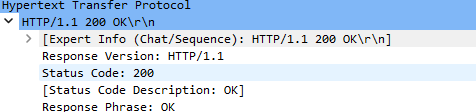 Hypertext Transfer Protocol
HTTP/1.1 200 OK\r\n
[Expert Info (Chat/Sequence): HTTP/1.1 200 OK\r\n]
Response Version: HTTP/1.1
Status Code: 200
[Status Code Description: OK]
Response Phrase: OK